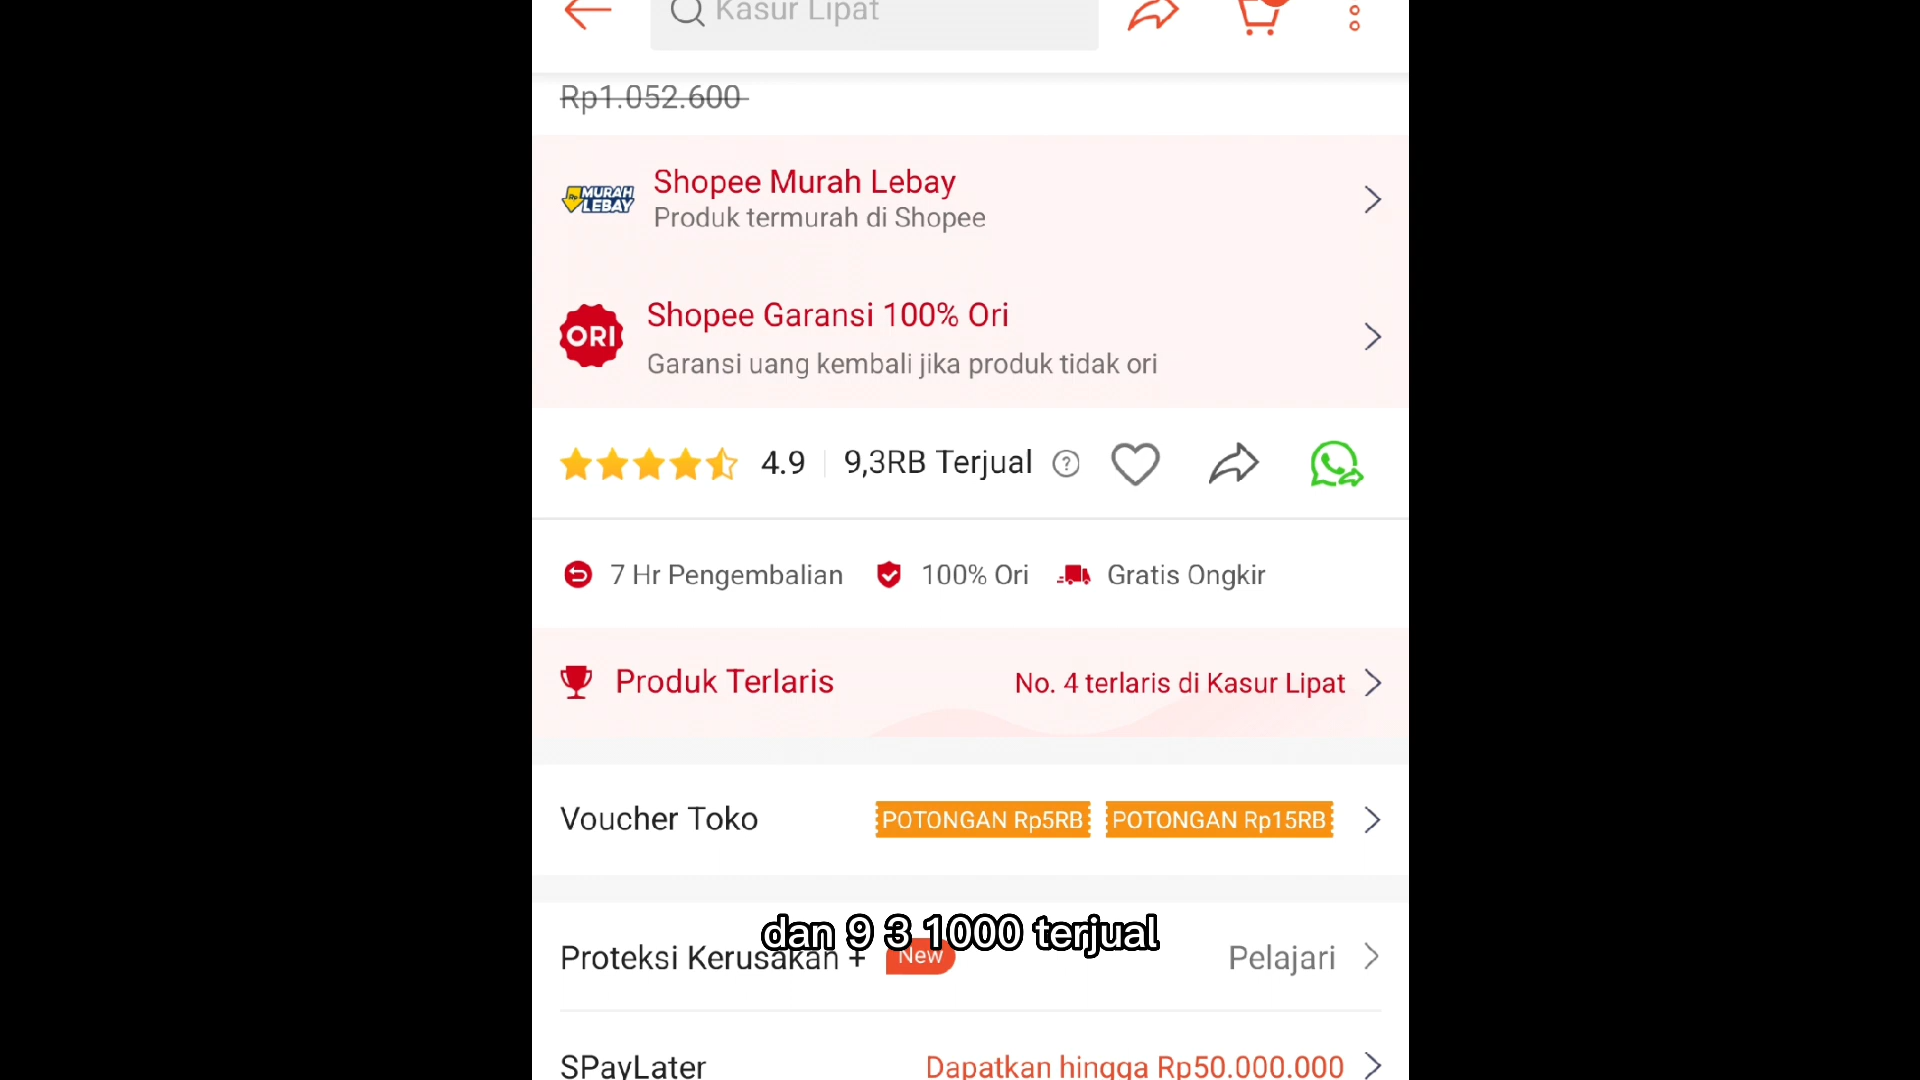 Kasur Lipat
Rp1.052.600
Rp MURAH LEBAY
Shopee Murah Lebay
Produk termurah di Shopee
ORI
Shopee Garansi 100% Ori
Garansi uang kembali jika produk tidak ori
4.9 9,3RB Terjual ?
7 Hr Pengembalian 100% Ori Gratis Ongkir
Produk Terlaris No. 4 terlaris di Kasur Lipat
Voucher Toko POTONGAN Rp5RB POTONGAN Rp15RB
dan 9 3 1000 terjual
Proteksi Kerusakan + New Pelajari
SPayLater Dapatkan hingga Rp50.000.000